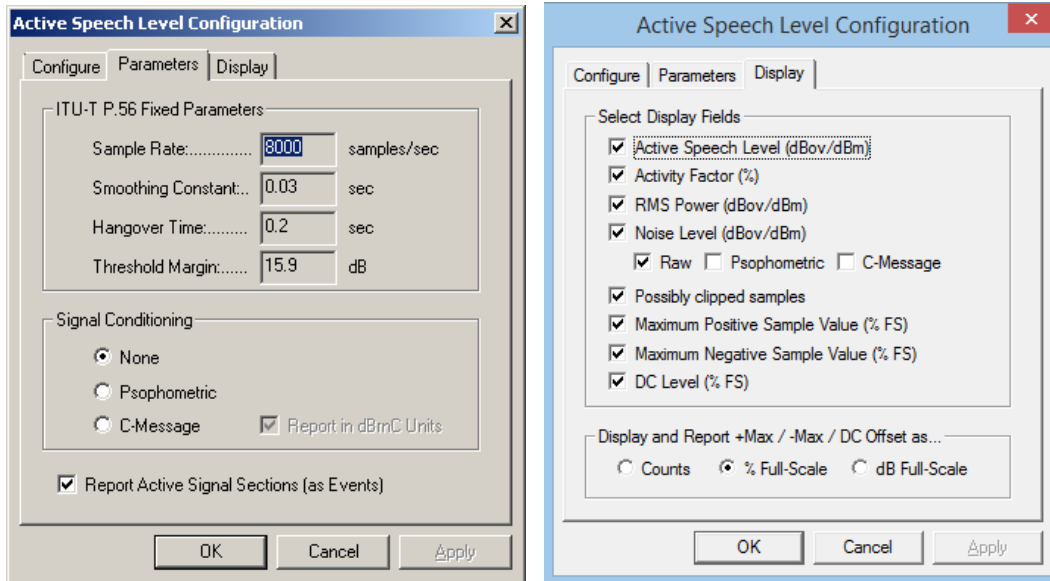 Active Speech Level Configuration
Configure Parameters Display
ITU-T P.56 Fixed Parameters
Sample Rate:.............. 8000 samples/sec
Smoothing Constant:.. 0.03 sec
Hangover Time:......... 0.2 sec
Threshold Margin:...... 15.9 dB
Signal Conditioning
None
Psophometric
C-Message Report in dBrnC Units
Report Active Signal Sections (as Events)
OK Cancel Apply
Active Speech Level Configuration
Configure Parameters Display
Select Display Fields
Active Speech Level (dBov/dBm)
Activity Factor (%)
RMS Power (dBov/dBm)
Noise Level (dBov/dBm)
Raw Psophometric C-Message
Possibly clipped samples
Maximum Positive Sample Value (% FS)
Maximum Negative Sample Value (% FS)
DC Level (% FS)
Display and Report +Max / -Max / DC Offset as...
Counts % Full-Scale dB Full-Scale
OK Cancel Apply